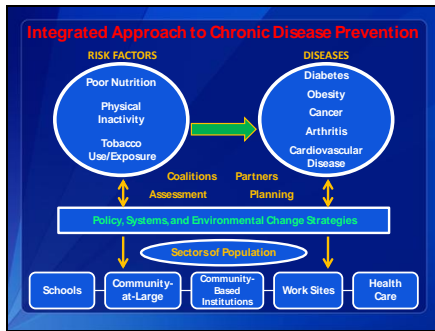 Integrated Approach to Chronic Disease Prevention
RISK FACTORS
Poor Nutrition
Physical
Inactivity
Tobacco
Use/Exposure
DISEASES
Diabetes
Obesity
Cancer
Arthritis
Cardiovascular
Disease
Coalitions Partners
Assessment Planning
Policy, Systems, and Environmental Change Strategies
Sectors of Population
Schools
Community-
at-Large
Community-
Based
Institutions
Work Sites
Health
Care